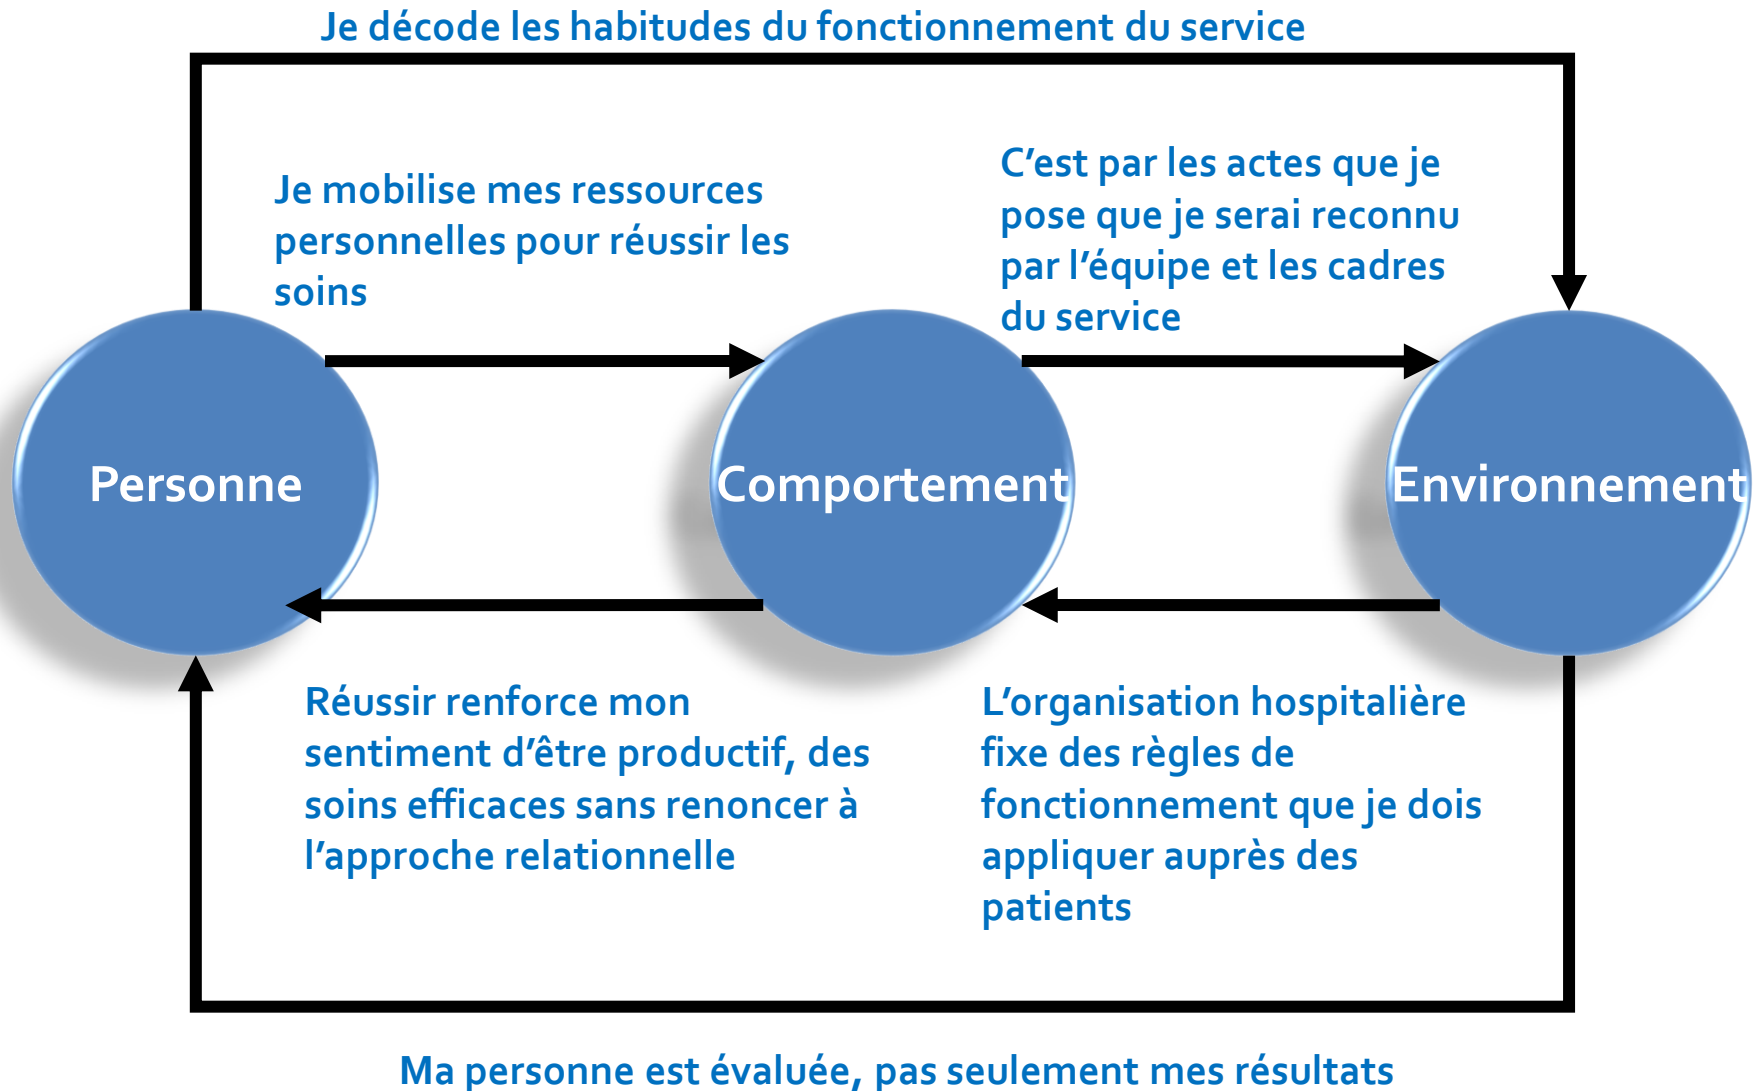 Je décode les habitudes du fonctionnement du service
Je mobilise mes ressources
personnelles pour réussir les
soins
C’est par les actes que je
pose que je serai reconnu
par l’équipe et les cadres
du service
Personne
Comportement
Environnement
Réussir renforce mon
sentiment d’être productif, des
soins efficaces sans renoncer à
l’approche relationnelle
L’organisation hospitalière
fixe des règles de
fonctionnement que je dois
appliquer auprès des
patients
Ma personne est évaluée, pas seulement mes résultats